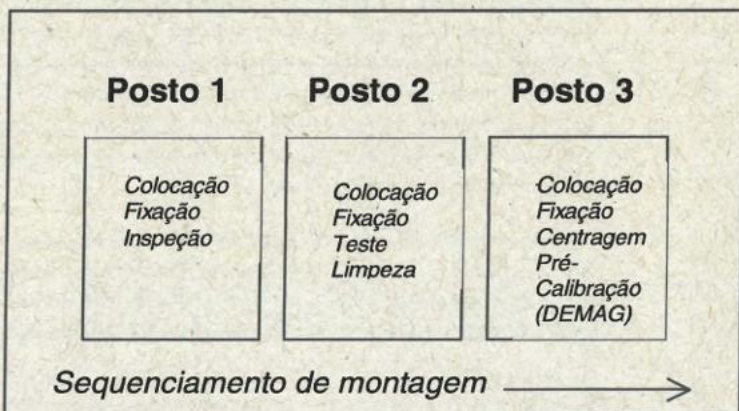 Posto 1 Posto 2 Posto 3
Colocação
Fixação
Inspeção
Colocação
Fixação
Teste
Limpeza
Colocação
Fixação
Centragem
Pré-
Calibração
(DEMAG)
Sequenciamento de montagem